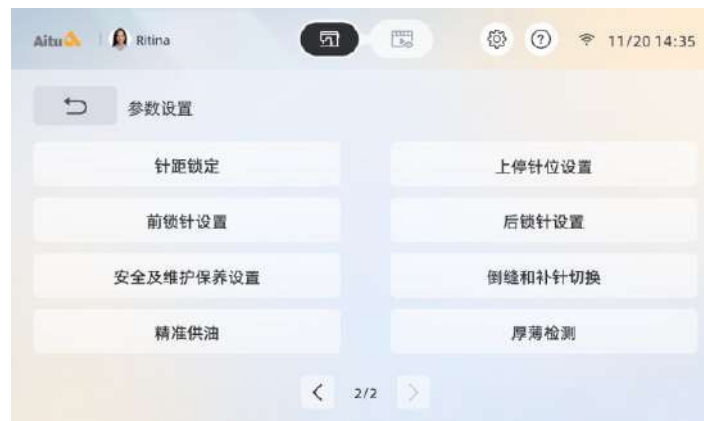 Aitu Ritina 11/20 14:35
参数设置
针距锁定 上停针位设置
前锁针设置 后锁针设置
安全及维护保养设置 倒缝和补针切换
精准供油 厚薄检测
2/2